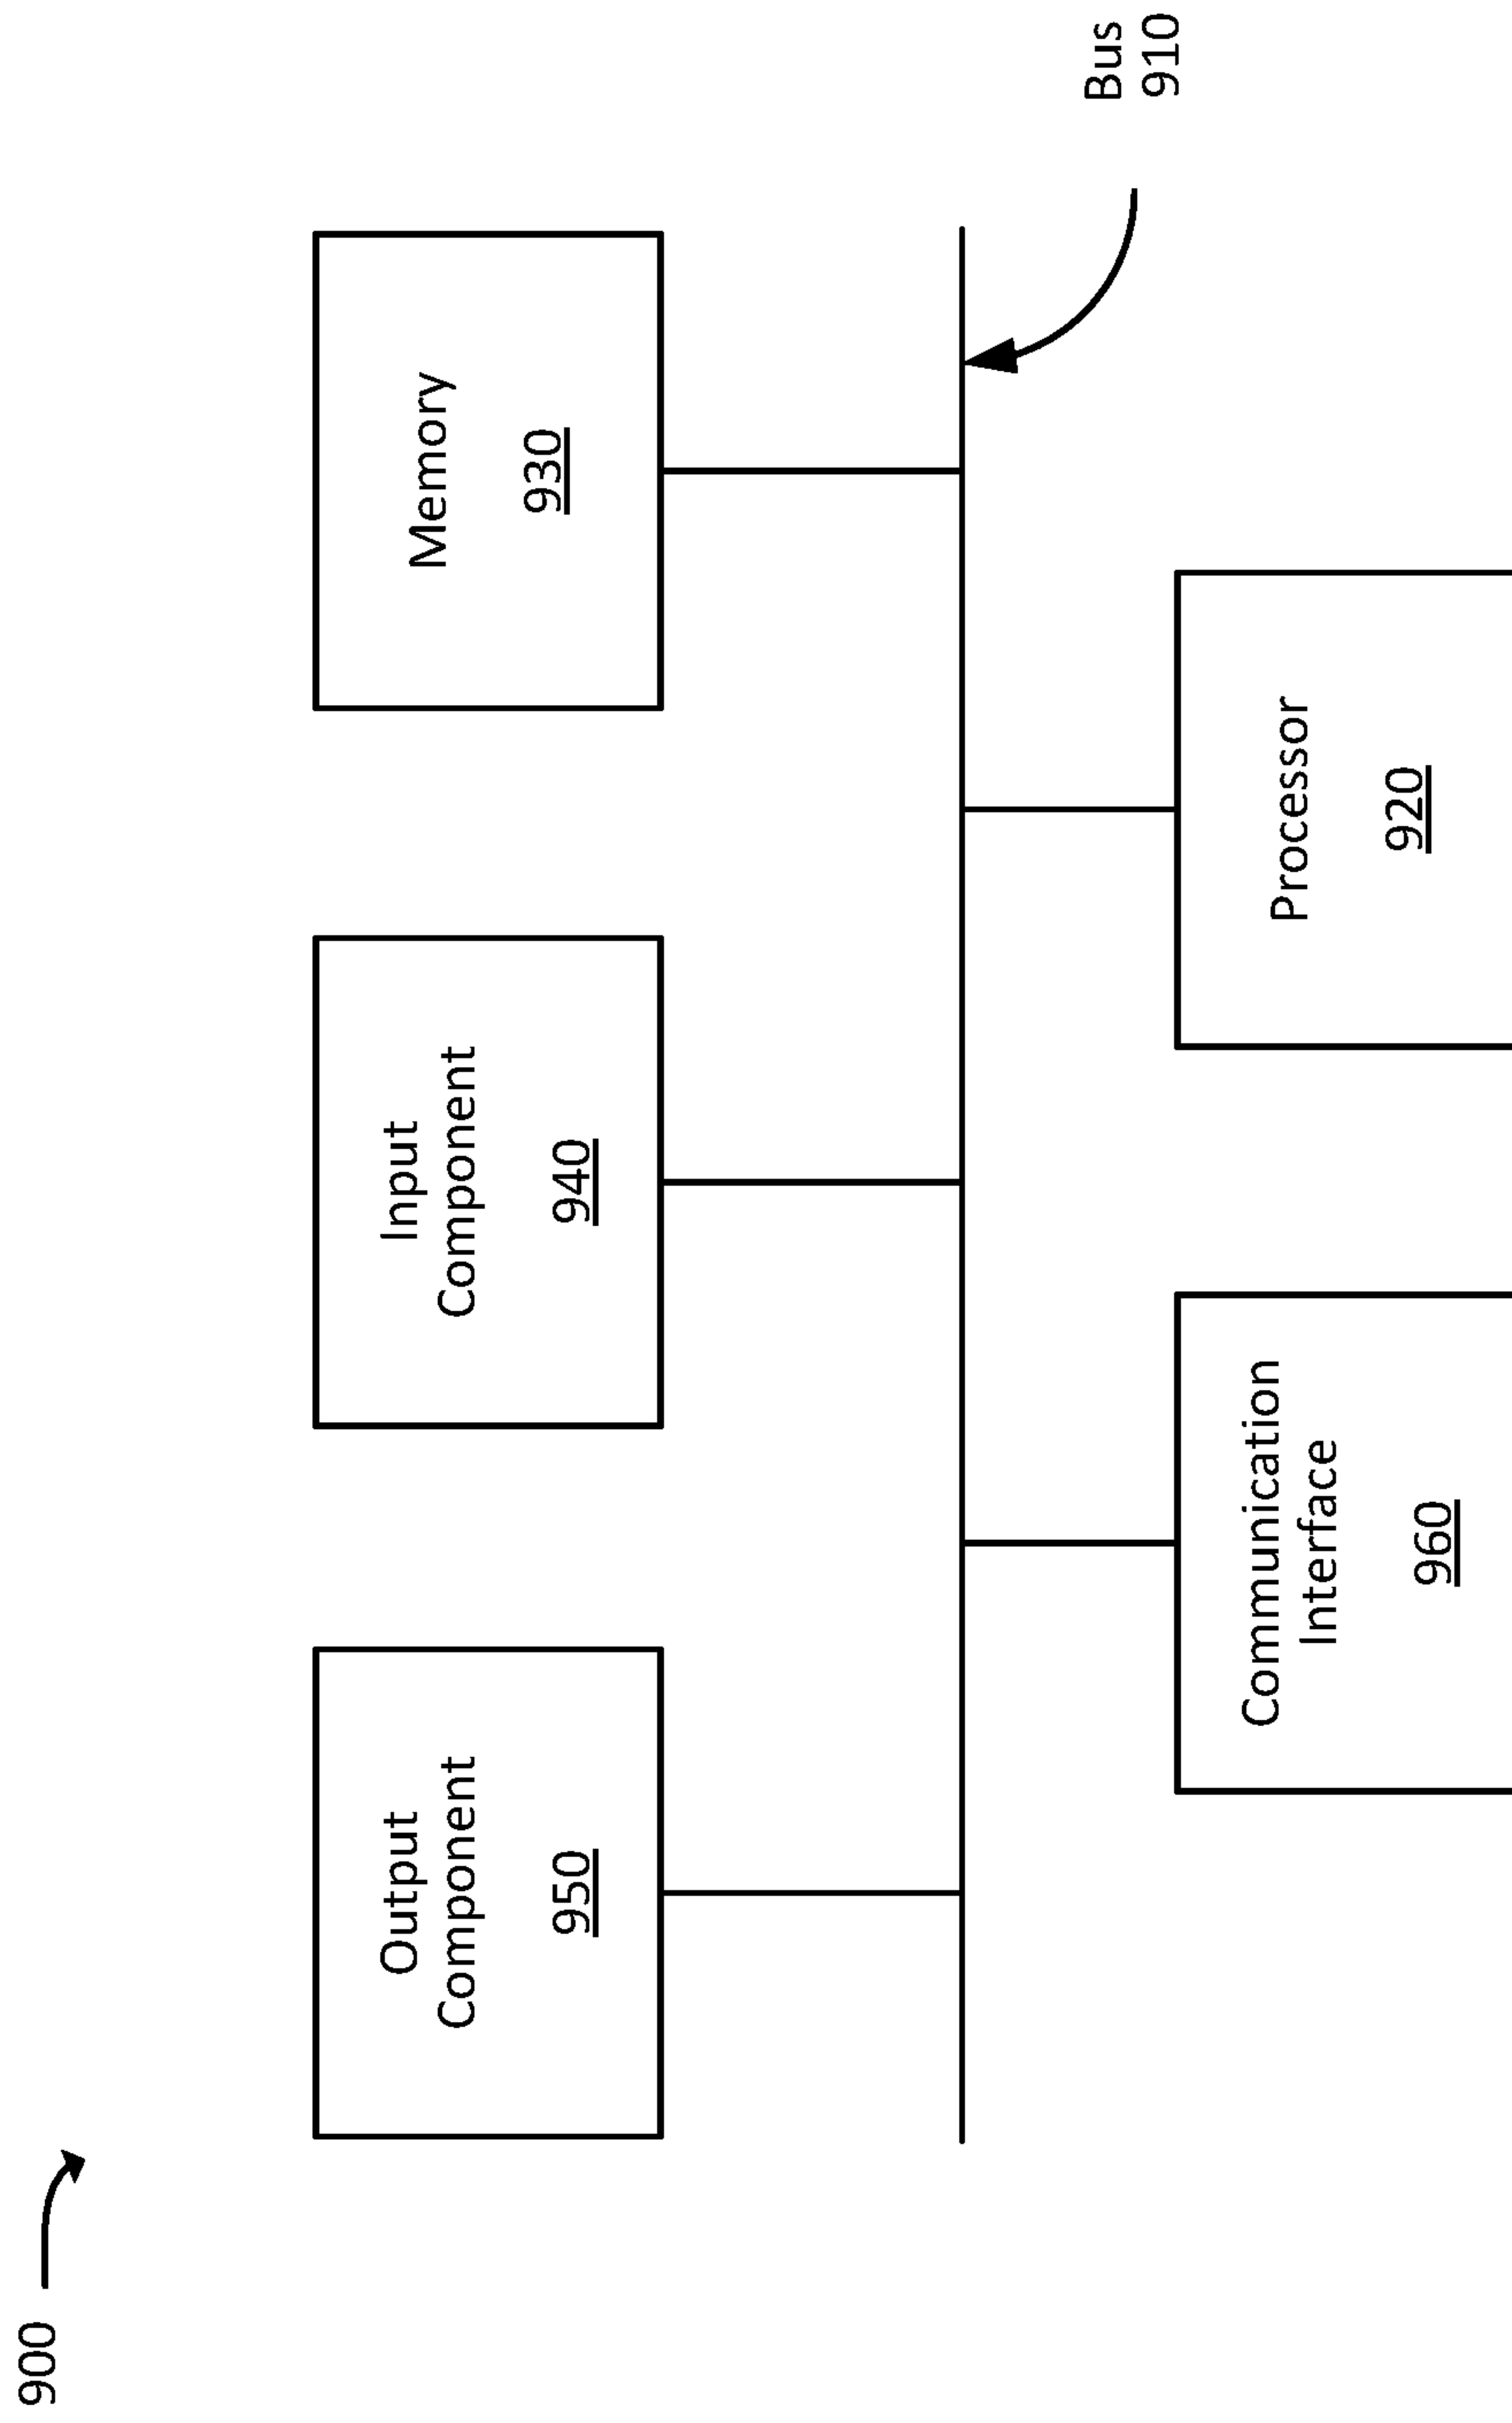 900
Output
Component
950
Input
Component
940
Memory
930
Bus
910
Communication
Interface
960
Processor
920